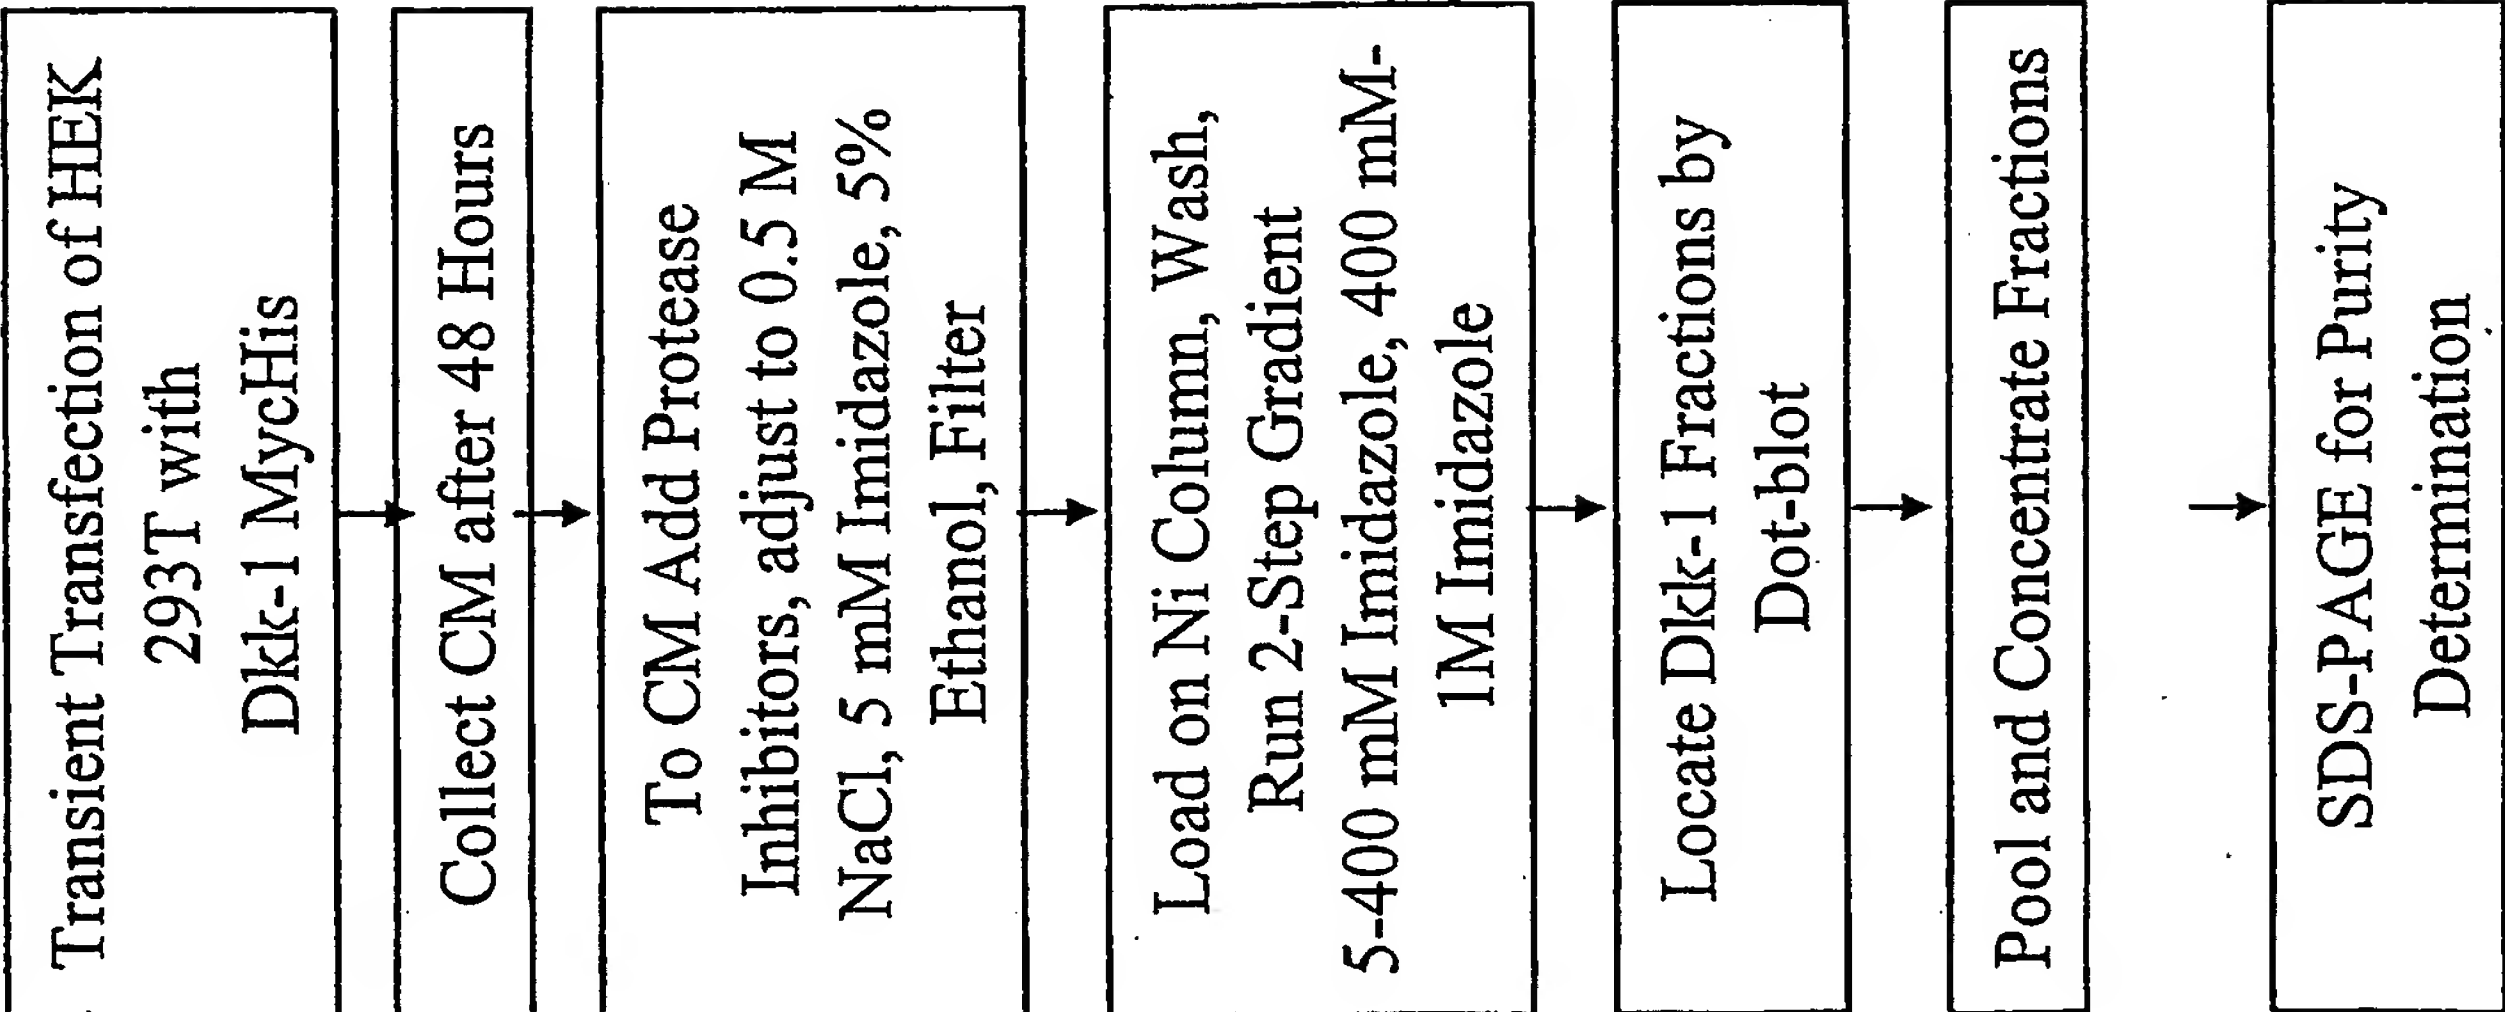 Transient Transfection of HEK
293T with
Dkk-1 MycHis
Collect CM after 48 Hours
To CM Add Protease
Inhibitors, adjust to 0.5 M
NaCl, 5 mM Imidazole, 5%
Ethanol, Filter
Load on Ni Column, Wash,
Run 2-Step Gradient
5-400 mM Imidazole, 400 mM-
1M Imidazole
Locate Dkk-1 Fractions by
Dot-blot
Pool and Concentrate Fractions
SDS-PAGE for Purity
Determination